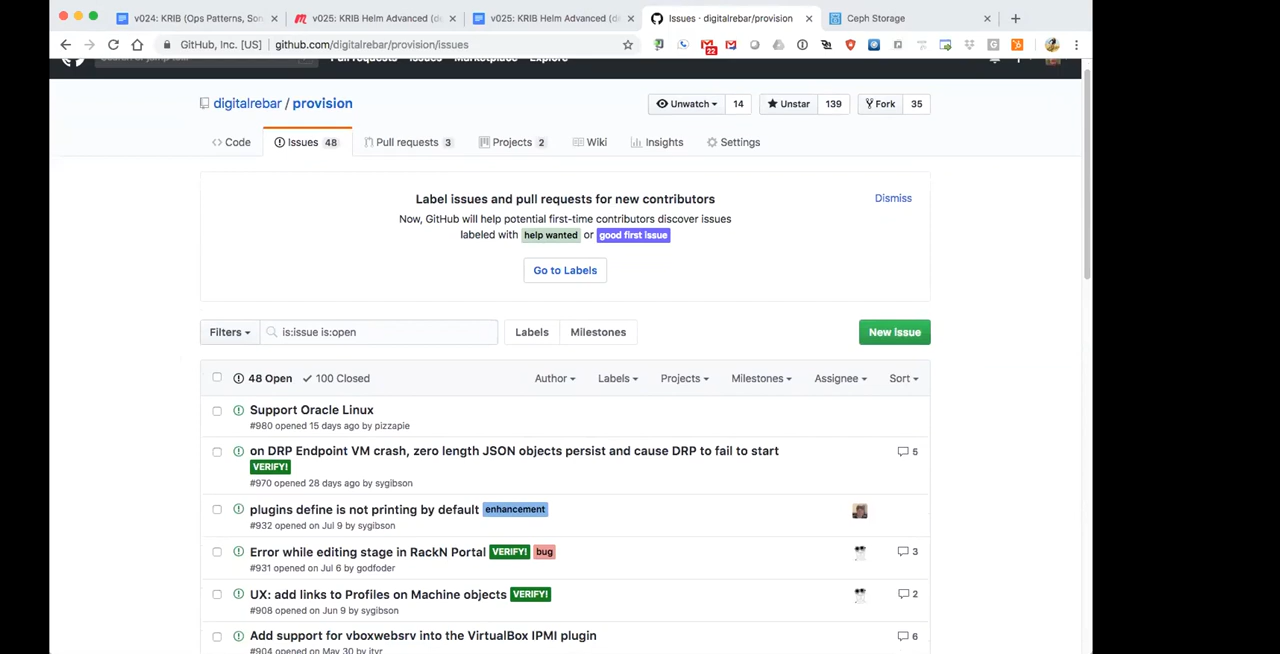 v024: KRIB (Ops Patterns, Son
v025: KRIB Helm Advanced (d
v025: KRIB Helm Advanced (d
Issues · digitalrebar/provision
Ceph Storage
GitHub, Inc. [US]
github.com/digitalrebar/provision/issues
22
Pull requests
Issues
Marketplace
Explore
digitalrebar / provision
Unwatch
14
Unstar
139
Fork
35
Code
Issues 48
Pull requests 3
Projects 2
Wiki
Insights
Settings
Label issues and pull requests for new contributors
Dismiss
Now, GitHub will help potential first-time contributors discover issues
labeled with help wanted or good first issue
Go to Labels
Filters
is:issue is:open
Labels
Milestones
New issue
48 Open
100 Closed
Author
Labels
Projects
Milestones
Assignee
Sort
Support Oracle Linux
#980 opened 15 days ago by pizzapie
on DRP Endpoint VM crash, zero length JSON objects persist and cause DRP to fail to start
5
VERIFY!
#970 opened 28 days ago by sygibson
plugins define is not printing by default enhancement
#932 opened on Jul 9 by sygibson
Error while editing stage in RackN Portal VERIFY! bug
3
#931 opened on Jul 6 by godfoder
UX: add links to Profiles on Machine objects VERIFY!
2
#908 opened on Jun 9 by sygibson
Add support for vboxwebsrv into the VirtualBox IPMI plugin
6
#904 opened on May 30 by